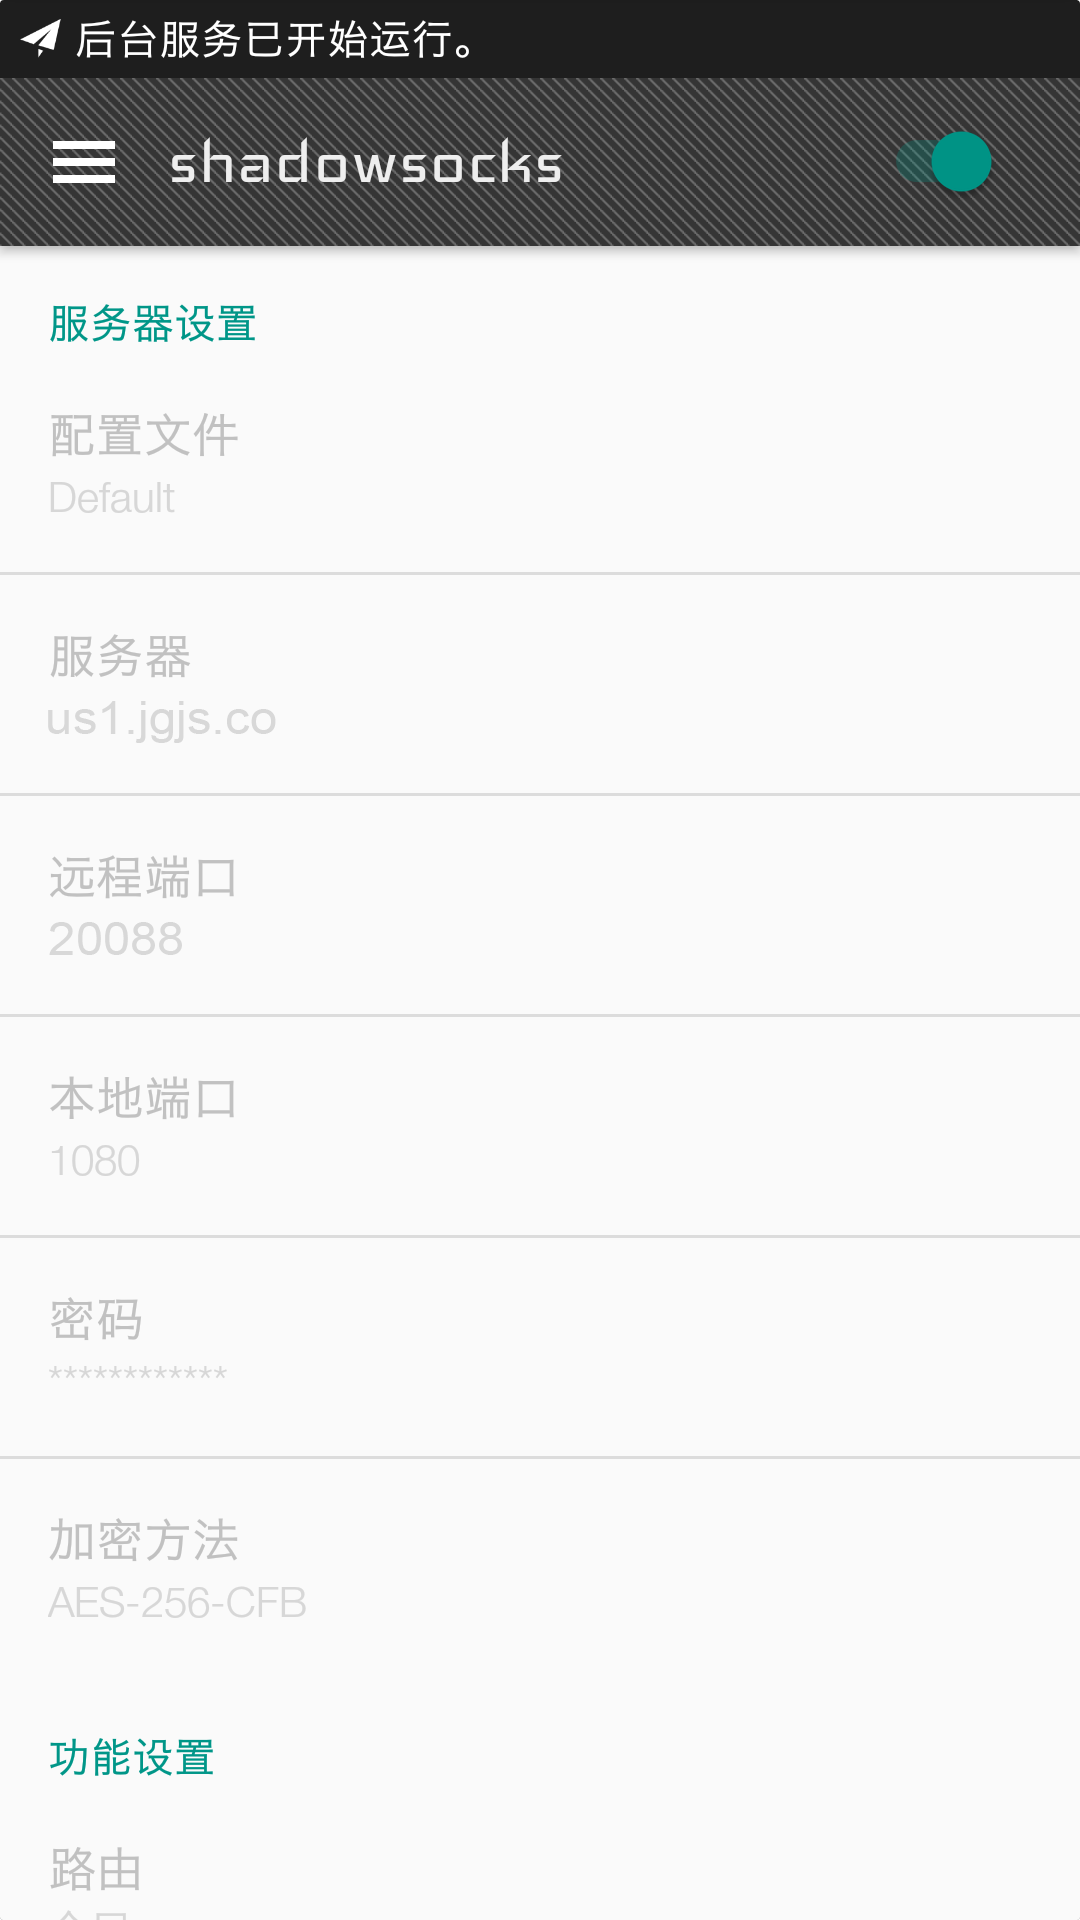 后台服务已开始运行。
shadowsocks
服务器设置
配置文件
Default
服务器
us1.jgjs.co
远程端口
20088
本地端口
1080
密码
************
加密方法
AES-256-CFB
功能设置
路由